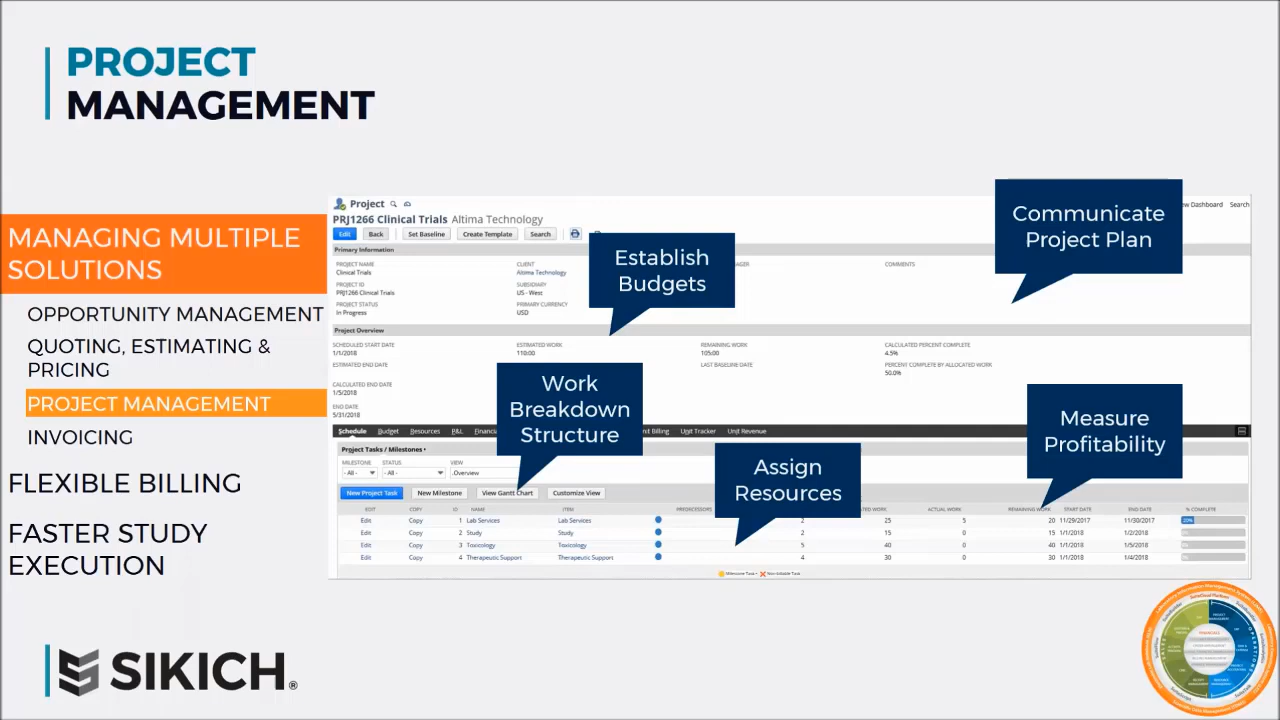 PROJECT
MANAGEMENT
MANAGING MULTIPLE
SOLUTIONS
OPPORTUNITY MANAGEMENT
QUOTING, ESTIMATING &
PRICING
PROJECT MANAGEMENT
INVOICING
FLEXIBLE BILLING
FASTER STUDY
EXECUTION
SIKICH®
Project
PRJ1266 Clinical Trials Altima Technology
Edit Back Set Baseline Create Template Search
View Dashboard Search
Establish
Budgets
Communicate
Project Plan
Primary Information
PROJECT NAME
Clinical Trials
PROJECT ID
PRJ1266 Clinical Trials
PROJECT STATUS
In Progress
CLIENT
Altima Technology
SUBSIDIARY
US - West
PRIMARY CURRENCY
USD
COMMENTS
Project Overview
SCHEDULED START DATE
1/1/2018
ESTIMATED END DATE
CALCULATED END DATE
1/5/2018
END DATE
5/31/2018
ESTIMATED WORK
110:00
REMAINING WORK
105:00
LAST BASELINE DATE
CALCULATED PERCENT COMPLETE
4.5%
PERCENT COMPLETE BY ALLOCATED WORK
50.0%
Work
Breakdown
Structure
Assign
Resources
Measure
Profitability
Schedule Budget Resources P&L Financia nt Billing Unit Tracker Unit Revenue
Project Tasks / Milestones •
MILESTONE STATUS VIEW
- All - - All - Overview
New Project Task New Milestone View Gantt Chart Customize View
EDIT COPY ID NAME ITEM PREDECESSORS ACTUAL WORK REMAINING WORK START DATE END DATE % COMPLETE
Edit Copy 1 Lab Services Lab Services 2 25 5 20 11/29/2017 11/30/2017 20%
Edit Copy 2 Study Study 2 15 0 15 1/1/2018 1/2/2018
Edit Copy 3 Toxicology Toxicology 5 40 0 40 1/1/2018 1/5/2018
Edit Copy 4 Therapeutic Support Therapeutic Support 4 30 0 30 1/1/2018 1/4/2018
Milestone Task •